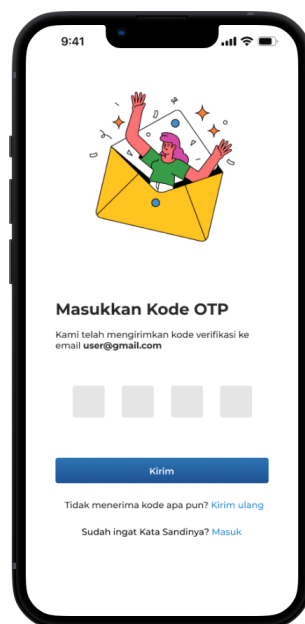 9:41
Masukkan Kode OTP
Kami telah mengirimkan kode verifikasi ke
email user@gmail.com
Kirim
Tidak menerima kode apa pun? Kirim ulang
Sudah ingat Kata Sandinya? Masuk